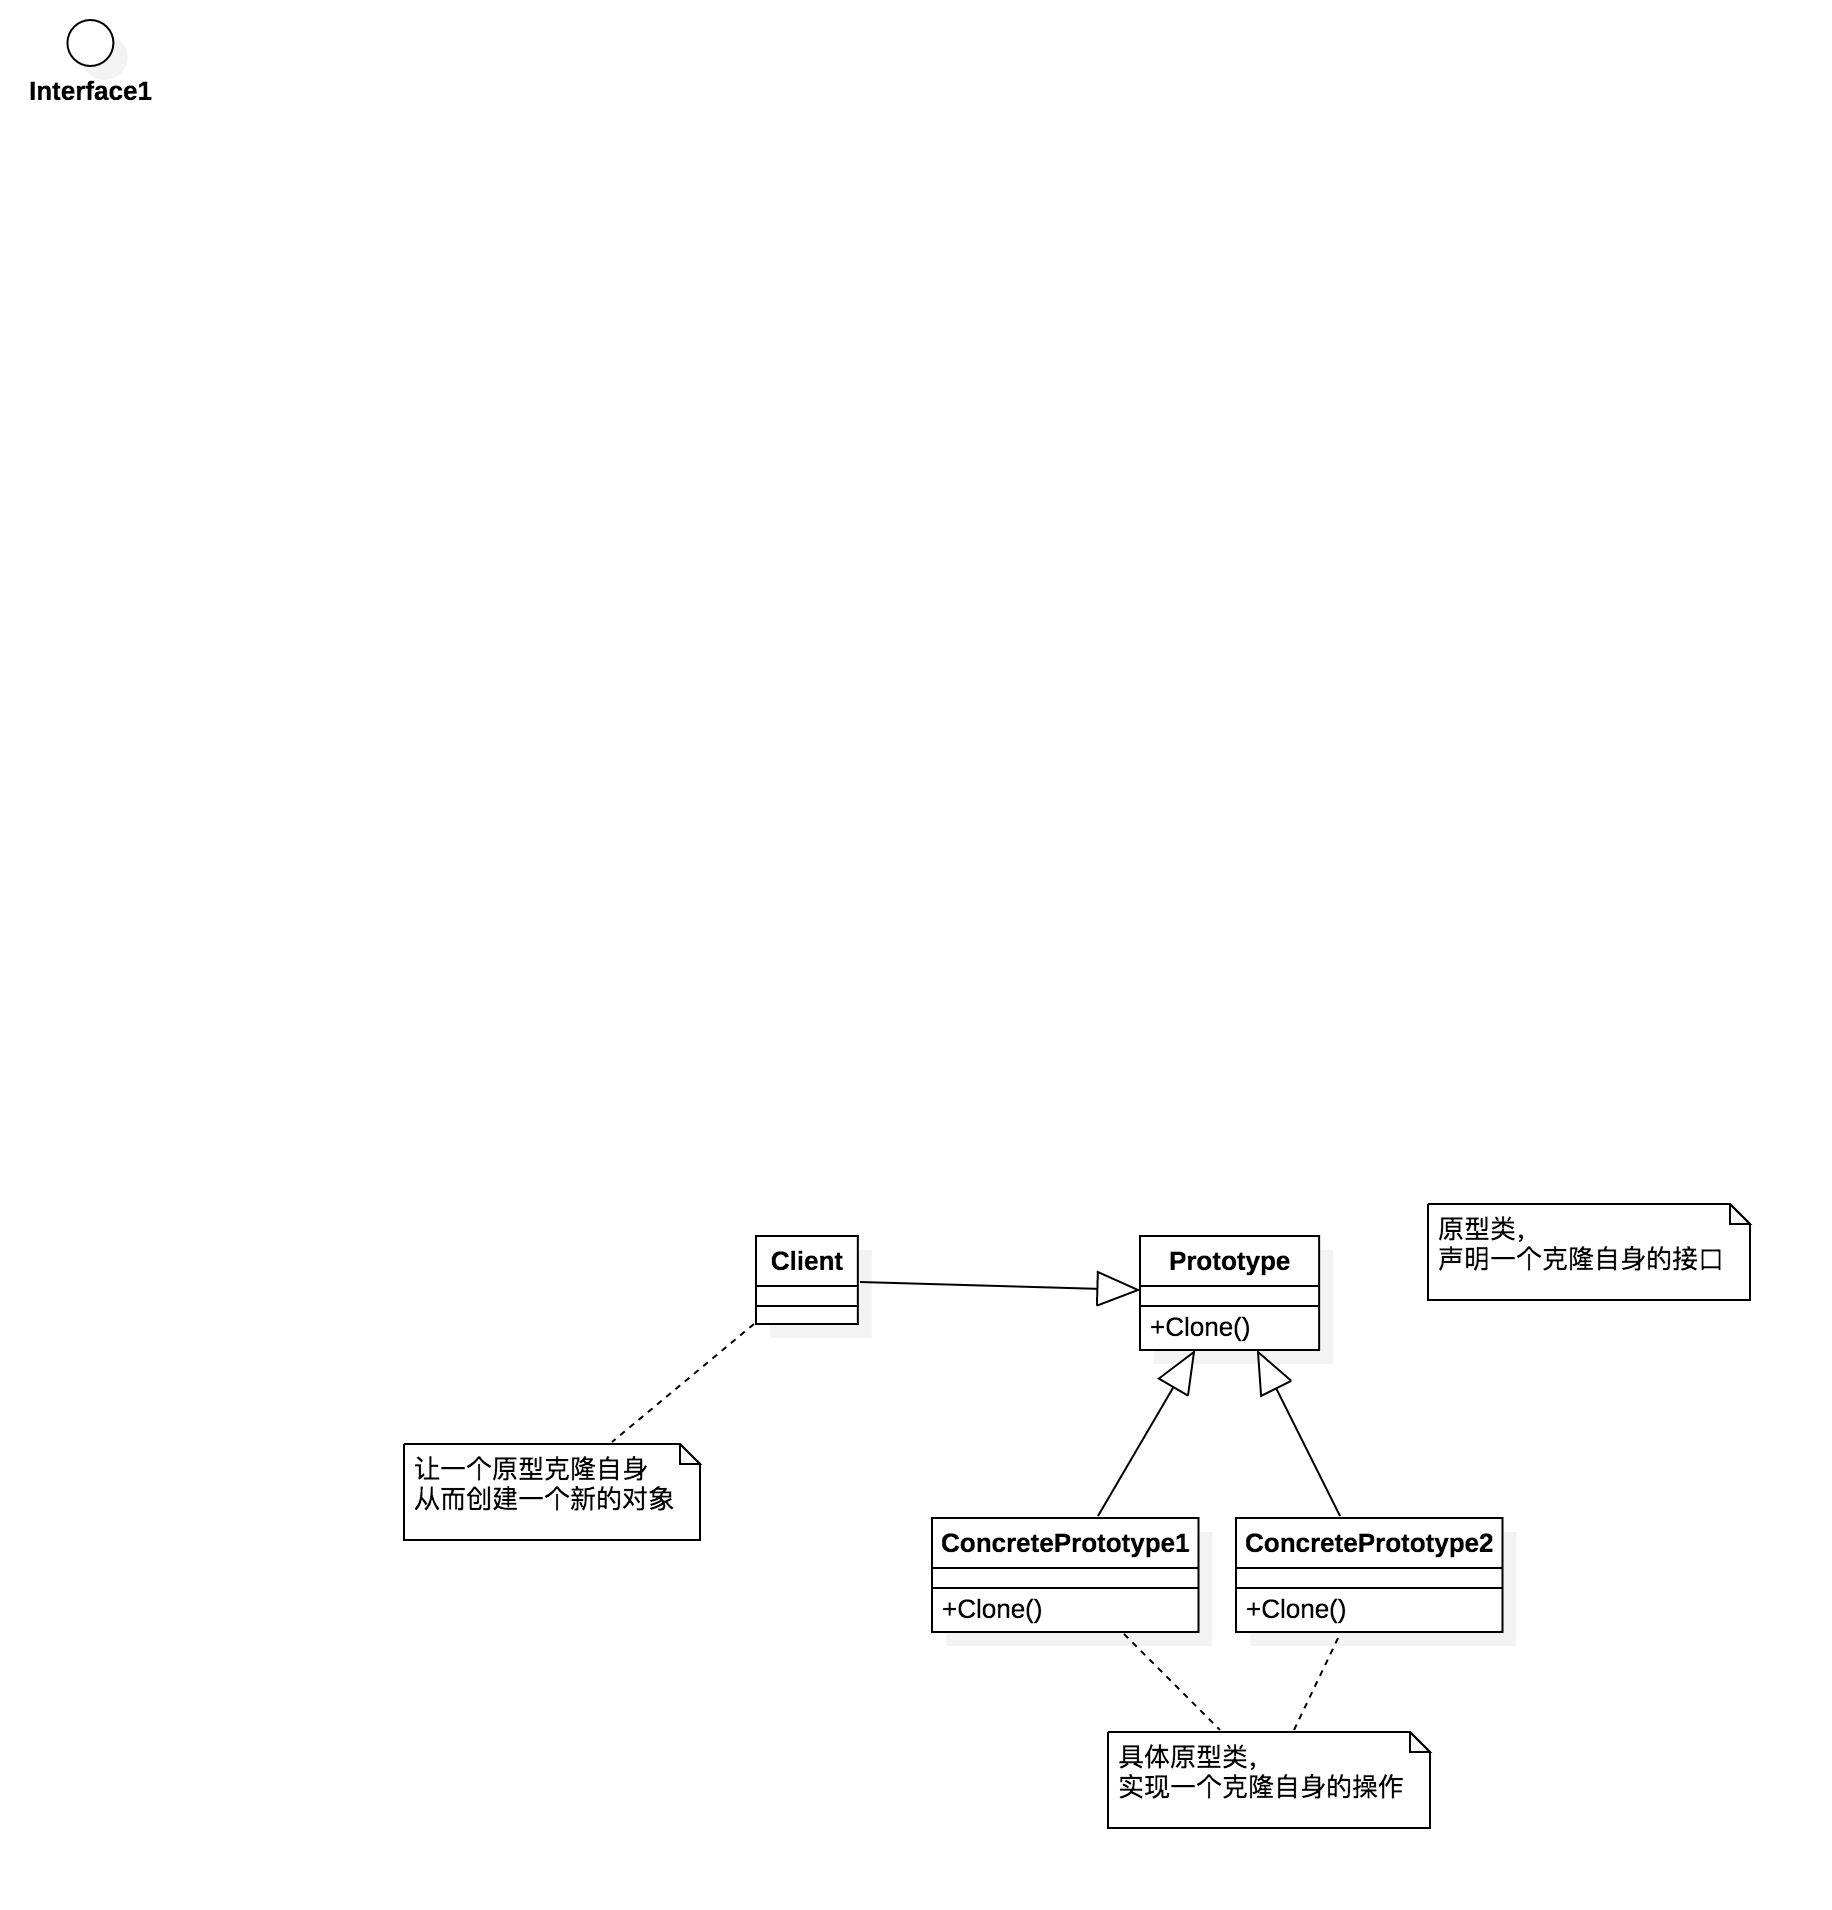 Interface1
Client
Prototype
+Clone()
原型类，
声明一个克隆自身的接口
让一个原型克隆自身
从而创建一个新的对象
ConcretePrototype1
+Clone()
ConcretePrototype2
+Clone()
具体原型类，
实现一个克隆自身的操作